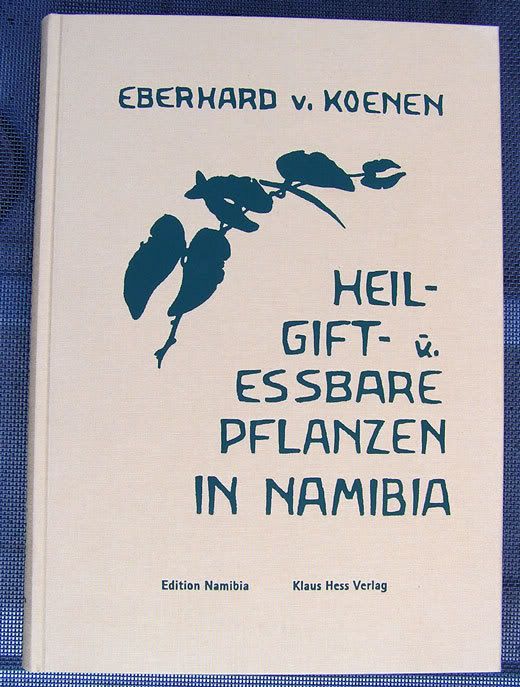 EBERHARD v. KOENEN
HEIL-
GIFT- u.
ESSBARE
PFLANZEN
IN NAMIBIA
Edition Namibia Klaus Hess Verlag